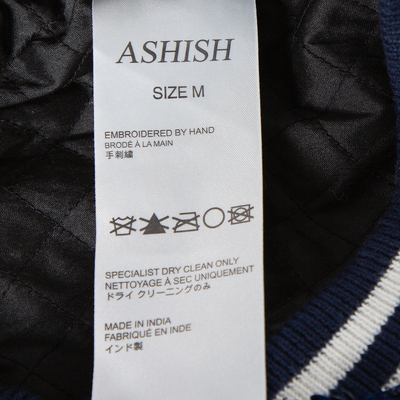 ASHISH
SIZE M
EMBROIDERED BY HAND
BRODÉ À LA MAIN
手刺繍
SPECIALIST DRY CLEAN ONLY
NETTOYAGE À SEC UNIQUEMENT
ドライ クリーニングのみ
MADE IN INDIA
FABRIQUÉ EN INDE
インド製